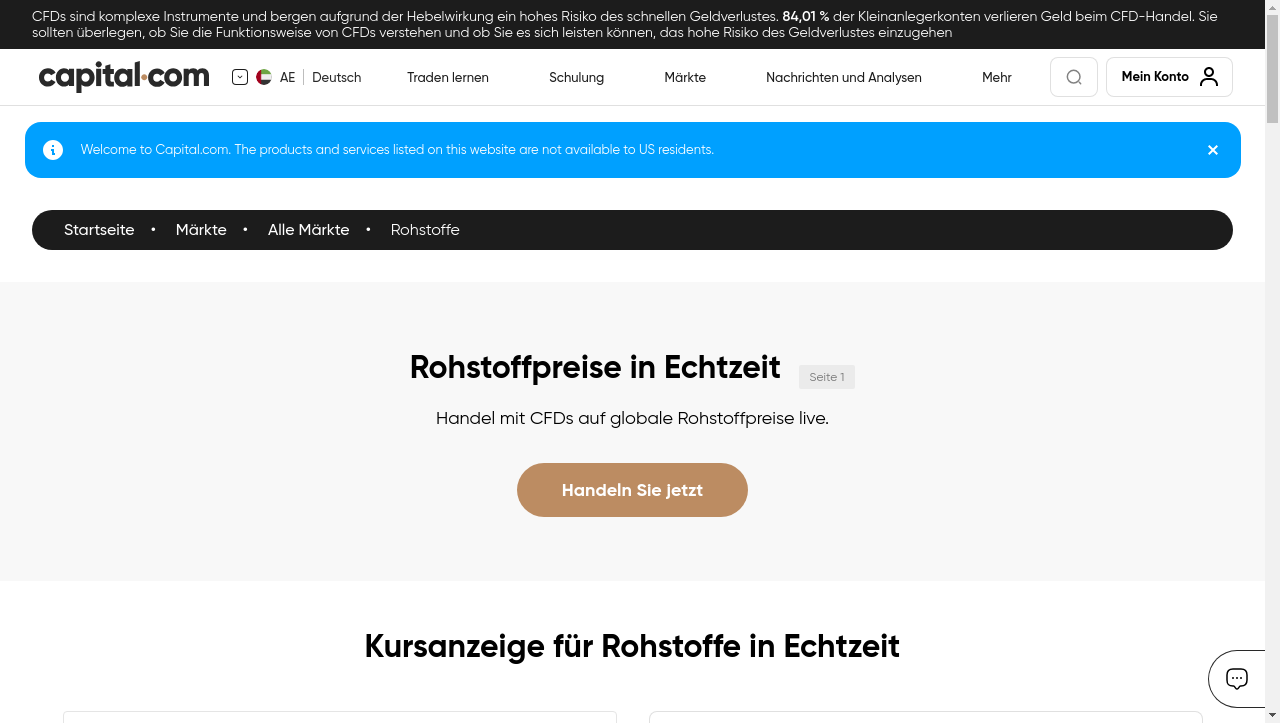 CFDs sind komplexe Instrumente und bergen aufgrund der Hebelwirkung ein hohes Risiko des schnellen Geldverlustes. 84,01 % der Kleinanlegerkonten verlieren Geld beim CFD-Handel. Sie
sollten überlegen, ob Sie die Funktionsweise von CFDs verstehen und ob Sie es sich leisten können, das hohe Risiko des Geldverlustes einzugehen
capital.com AE Deutsch Traden lernen Schulung Märkte Nachrichten und Analysen Mehr Mein Konto
Welcome to Capital.com. The products and services listed on this website are not available to US residents.
Startseite • Märkte • Alle Märkte • Rohstoffe
Rohstoffpreise in Echtzeit Seite 1
Handel mit CFDs auf globale Rohstoffpreise live.
Handeln Sie jetzt
Kursanzeige für Rohstoffe in Echtzeit